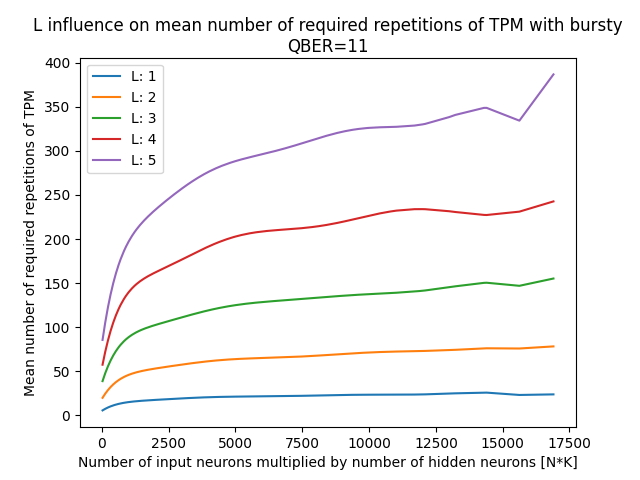 L influence on mean number of required repetitions of TPM with bursty
QBER=11
400
350
300
250
200
150
100
50
0
Mean number of required repetitions of TPM
L: 1
L: 2
L: 3
L: 4
L: 5
0 2500 5000 7500 10000 12500 15000 17500
Number of input neurons multiplied by number of hidden neurons [N*K]